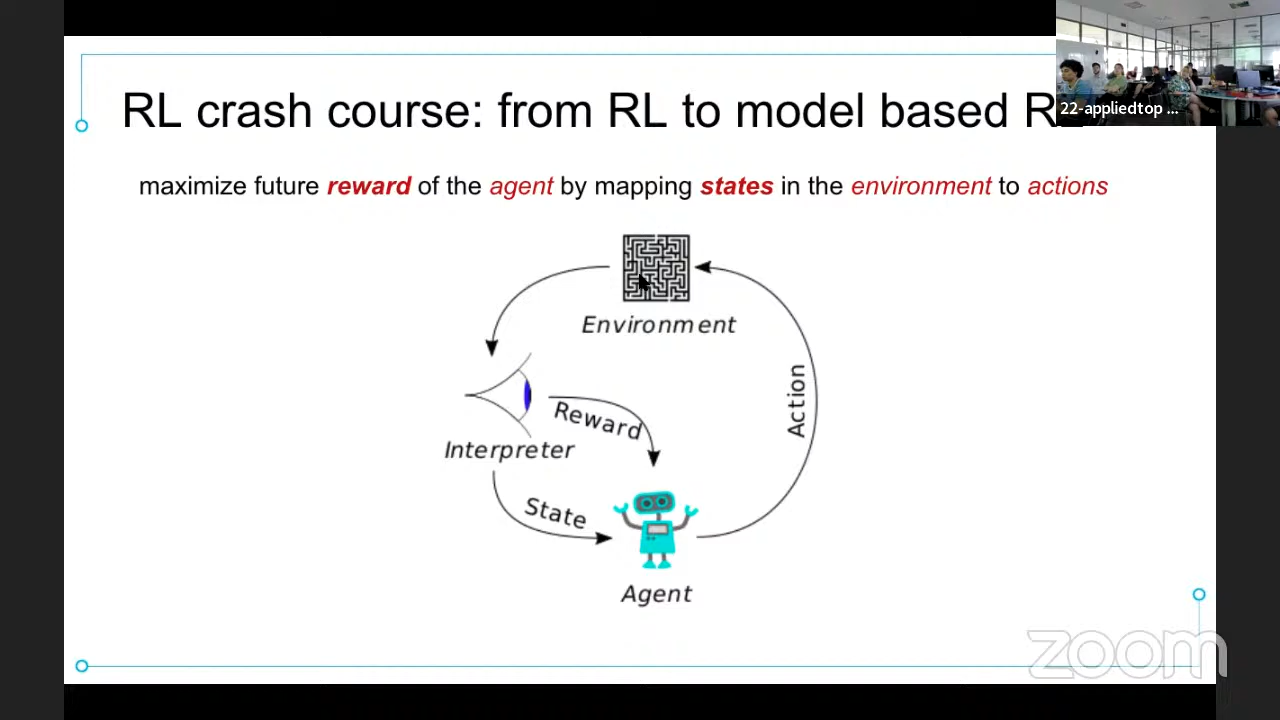 RL crash course: from RL to model based R
22-appliedtop ...
maximize future reward of the agent by mapping states in the environment to actions
Environment
Reward
Action
Interpreter
State
Agent
zoom